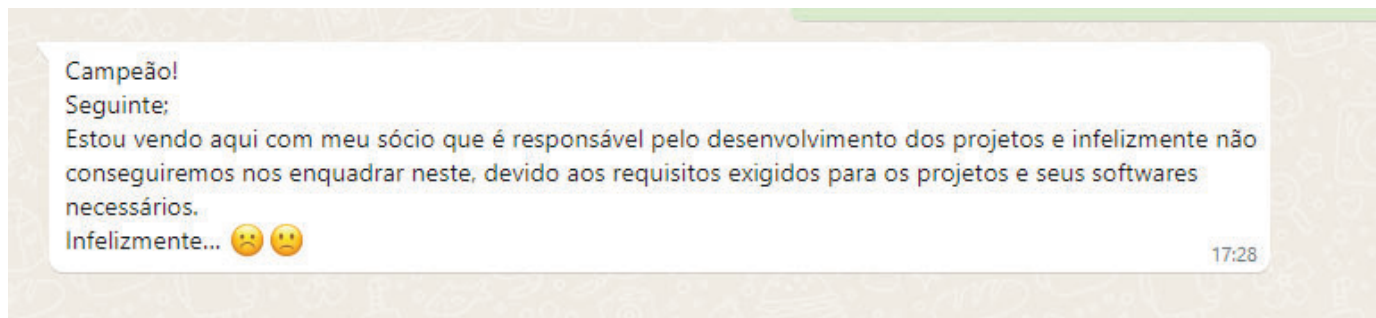 Campeão!
Seguinte;
Estou vendo aqui com meu sócio que é responsável pelo desenvolvimento dos projetos e infelizmente não
conseguiremos nos enquadrar neste, devido aos requisitos exigidos para os projetos e seus softwares
necessários.
Infelizmente... ☹️🙁
17:28